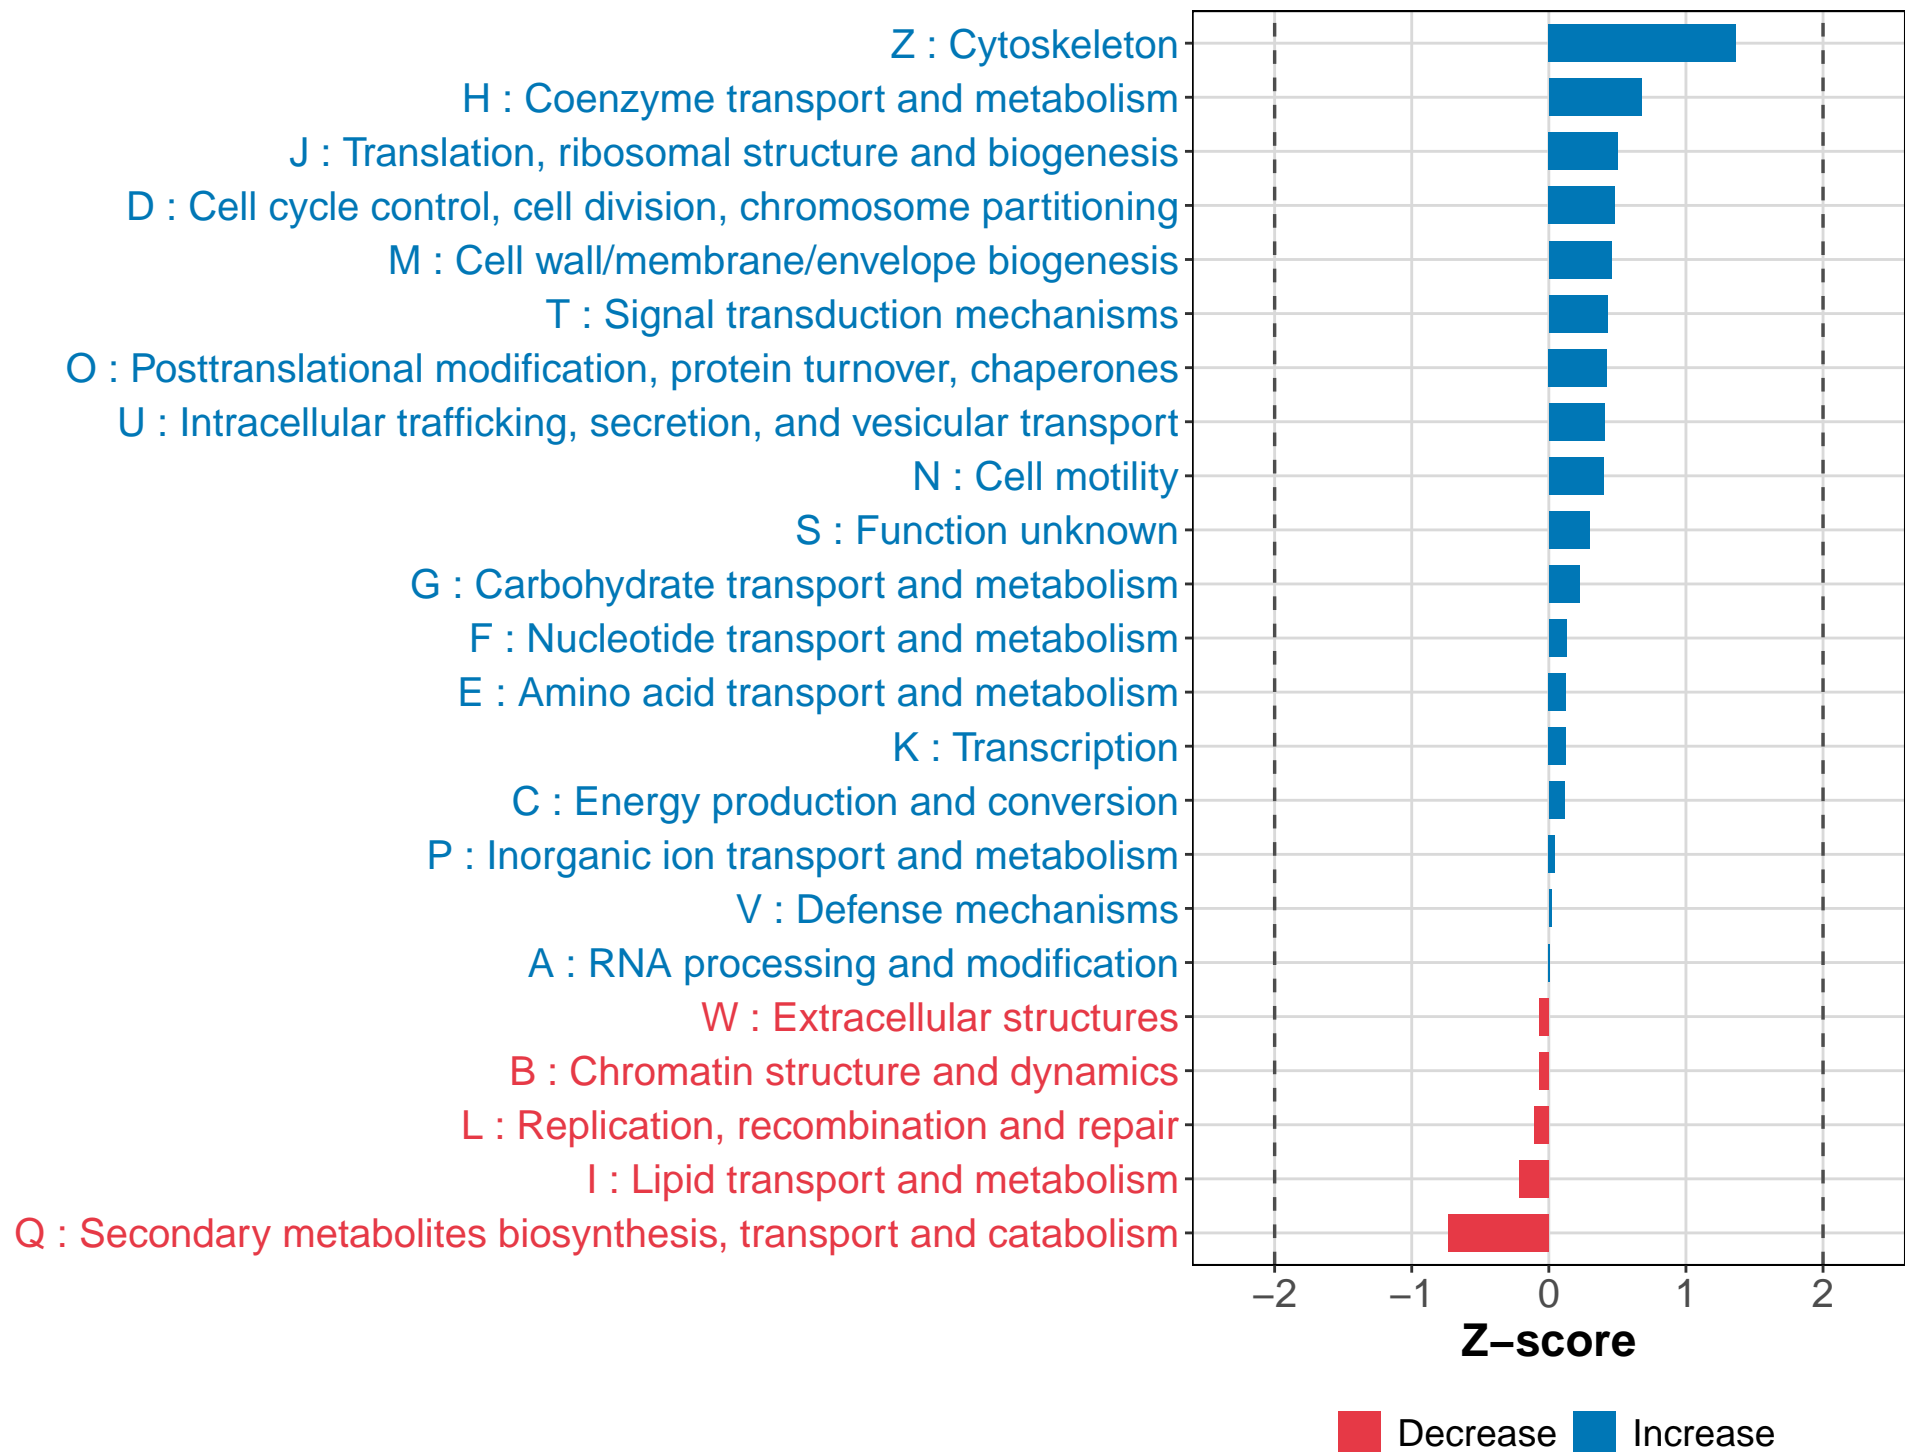 Z : Cytoskeleton
H : Coenzyme transport and metabolism
J : Translation, ribosomal structure and biogenesis
D : Cell cycle control, cell division, chromosome partitioning
M : Cell wall/membrane/envelope biogenesis
T : Signal transduction mechanisms
O : Posttranslational modification, protein turnover, chaperones
U : Intracellular trafficking, secretion, and vesicular transport
N : Cell motility
S : Function unknown
G : Carbohydrate transport and metabolism
F : Nucleotide transport and metabolism
E : Amino acid transport and metabolism
K : Transcription
C : Energy production and conversion
P : Inorganic ion transport and metabolism
V : Defense mechanisms
A : RNA processing and modification
W : Extracellular structures
B : Chromatin structure and dynamics
L : Replication, recombination and repair
I : Lipid transport and metabolism
Q : Secondary metabolites biosynthesis, transport and catabolism
−2 −1 0 1 2
Z−score
Decrease Increase